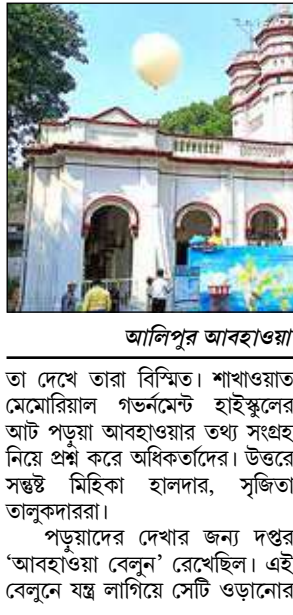 আলিপুর আবহাওয়া
তা দেখে তারা বিস্মিত। শাখাওয়াত
মেমোরিয়াল গভর্নমেন্ট হাইস্কুলের
আট পড়ুয়া আবহাওয়ার তথ্য সংগ্রহ
নিয়ে প্রশ্ন করে অধিকর্তাদের। উত্তরে
সন্তুষ্ট মিহিকা হালদার, সৃজিতা
তালুকদাররা।
পড়ুয়াদের দেখার জন্য দপ্তর
‘আবহাওয়া বেলুন’ রেখেছিল। এই
বেলুনে যন্ত্র লাগিয়ে সেটি ওড়ানোর